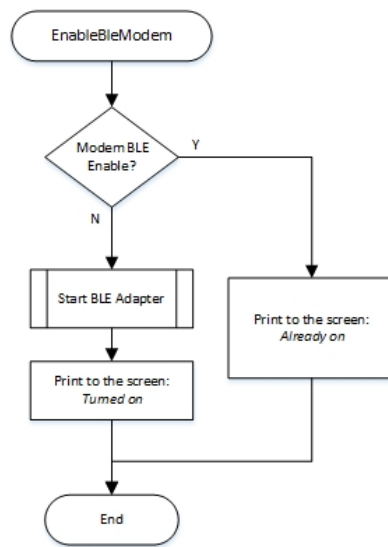 EnableBleModem
Modem BLE
Enable?
Y
N
Start BLE Adapter
Print to the screen:
Already on
Print to the screen:
Turned on
End